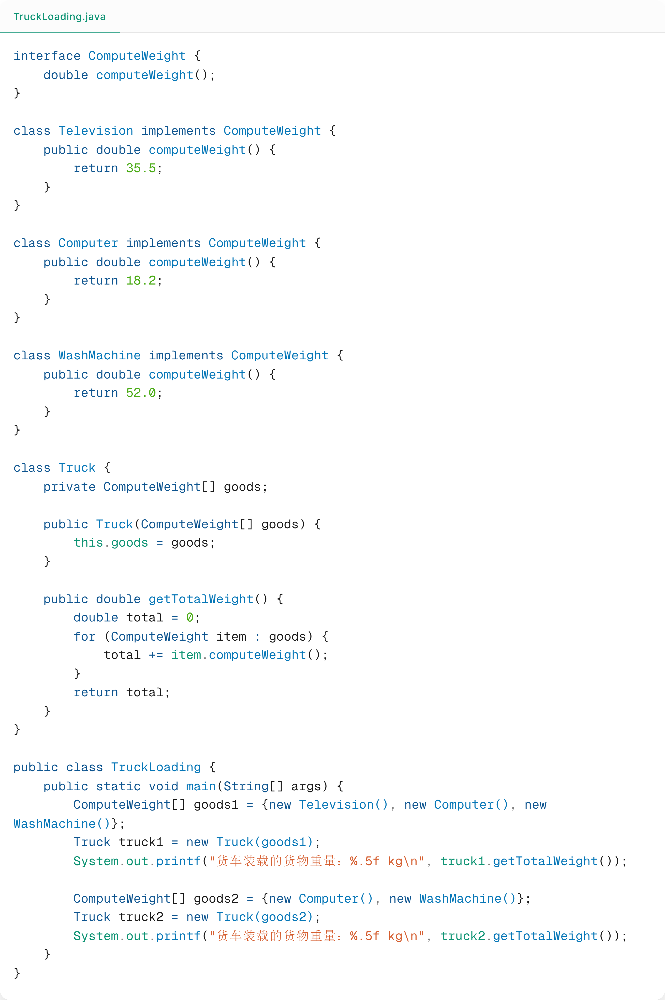 TruckLoading.java
interface ComputeWeight {
    double computeWeight();
}

class Television implements ComputeWeight {
    public double computeWeight() {
        return 35.5;
    }
}

class Computer implements ComputeWeight {
    public double computeWeight() {
        return 18.2;
    }
}

class WashMachine implements ComputeWeight {
    public double computeWeight() {
        return 52.0;
    }
}

class Truck {
    private ComputeWeight[] goods;

    public Truck(ComputeWeight[] goods) {
        this.goods = goods;
    }

    public double getTotalWeight() {
        double total = 0;
        for (ComputeWeight item : goods) {
            total += item.computeWeight();
        }
        return total;
    }
}

public class TruckLoading {
    public static void main(String[] args) {
        ComputeWeight[] goods1 = {new Television(), new Computer(), new
WashMachine()};
        Truck truck1 = new Truck(goods1);
        System.out.printf("货车装载的货物重量：%.5f kg\n", truck1.getTotalWeight());

        ComputeWeight[] goods2 = {new Computer(), new WashMachine()};
        Truck truck2 = new Truck(goods2);
        System.out.printf("货车装载的货物重量：%.5f kg\n", truck2.getTotalWeight());
    }
}